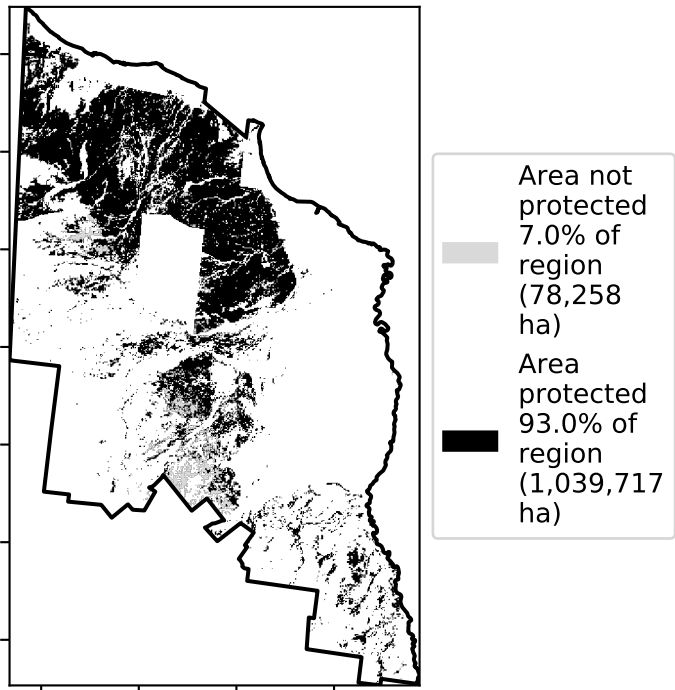 Area not
protected
7.0% of
region
(78,258
ha)
Area
protected
93.0% of
region
(1,039,717
ha)